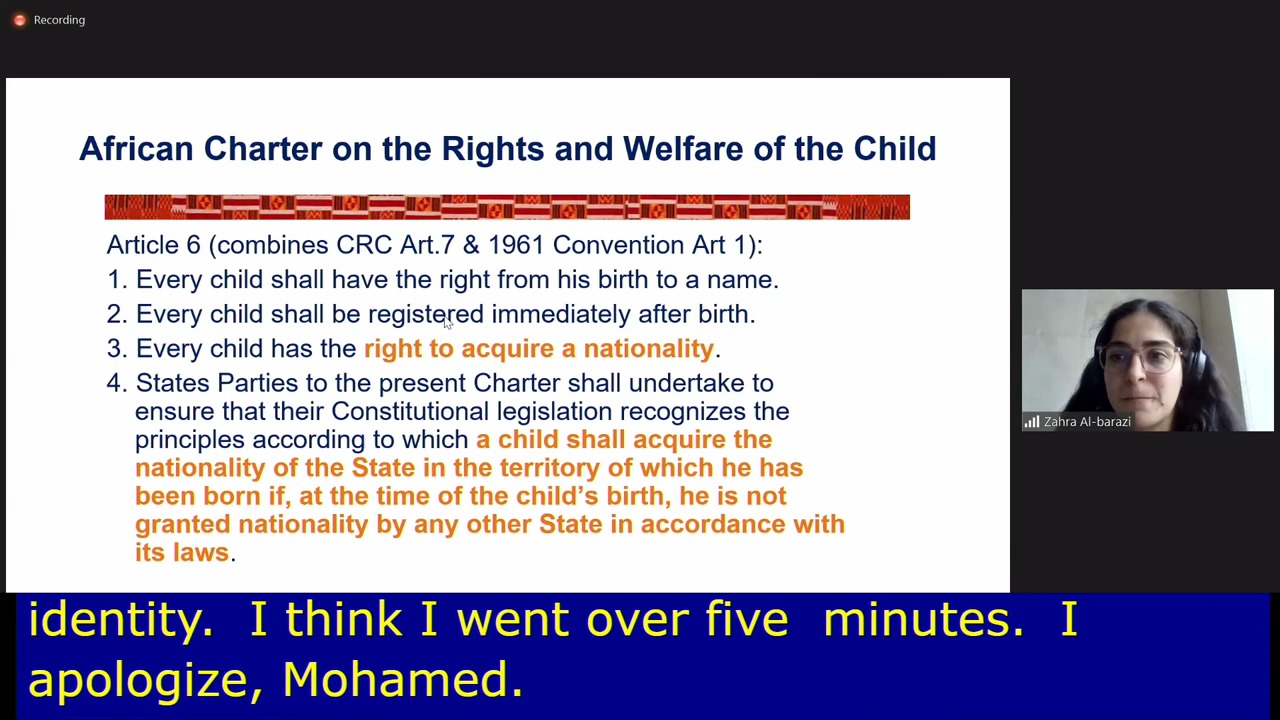 Recording
African Charter on the Rights and Welfare of the Child
Article 6 (combines CRC Art.7 & 1961 Convention Art 1):
1. Every child shall have the right from his birth to a name.
2. Every child shall be registered immediately after birth.
3. Every child has the right to acquire a nationality.
4. States Parties to the present Charter shall undertake to
ensure that their Constitutional legislation recognizes the
principles according to which a child shall acquire the
nationality of the State in the territory of which he has
been born if, at the time of the child’s birth, he is not
granted nationality by any other State in accordance with
its laws.
Zahra Al-barazi
identity.  I think I went over five  minutes.  I
apologize, Mohamed.